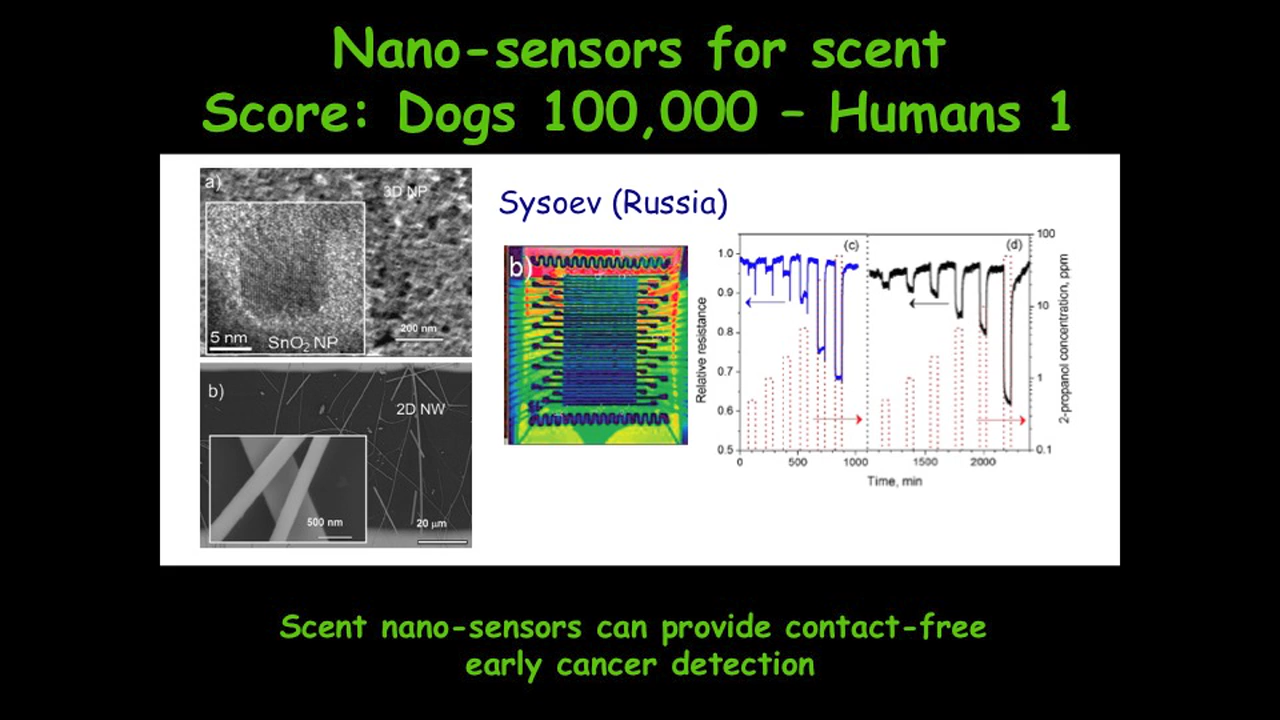 Nano-sensors for scent
Score: Dogs 100,000 – Humans 1
a)
3D NP
5 nm
SnO₂ NP
200 nm
b)
2D NW
500 nm
20 µm
Sysoev (Russia)
b)
(c)
(d)
Relative resistance
1.0
0.9
0.8
0.7
0.6
0.5
0
500
1000
1500
2000
Time, min
100
10
1
0.1
2-propanol concentration, ppm
Scent nano-sensors can provide contact-free
early cancer detection